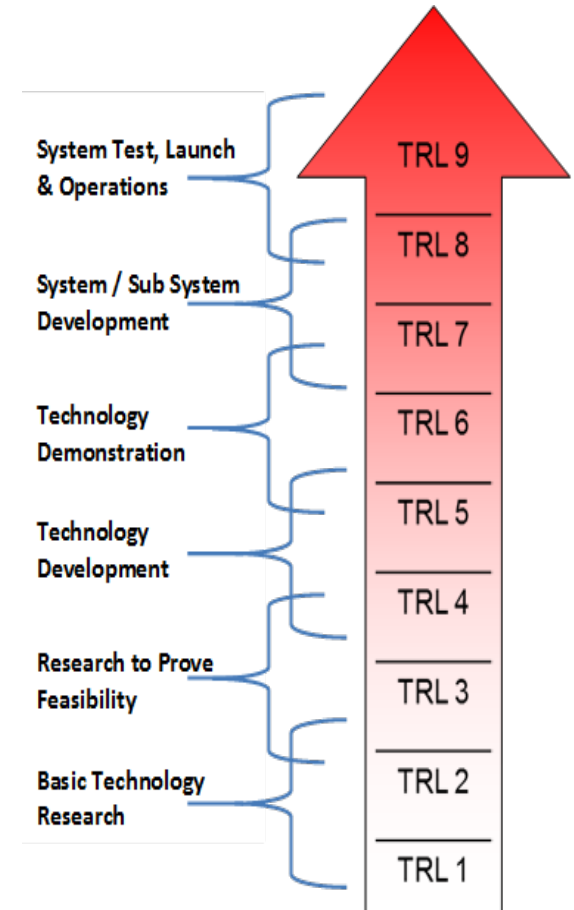 System Test, Launch
& Operations
System / Sub System
Development
Technology
Demonstration
Technology
Development
Research to Prove
Feasibility
Basic Technology
Research
TRL 9
TRL 8
TRL 7
TRL 6
TRL 5
TRL 4
TRL 3
TRL 2
TRL 1